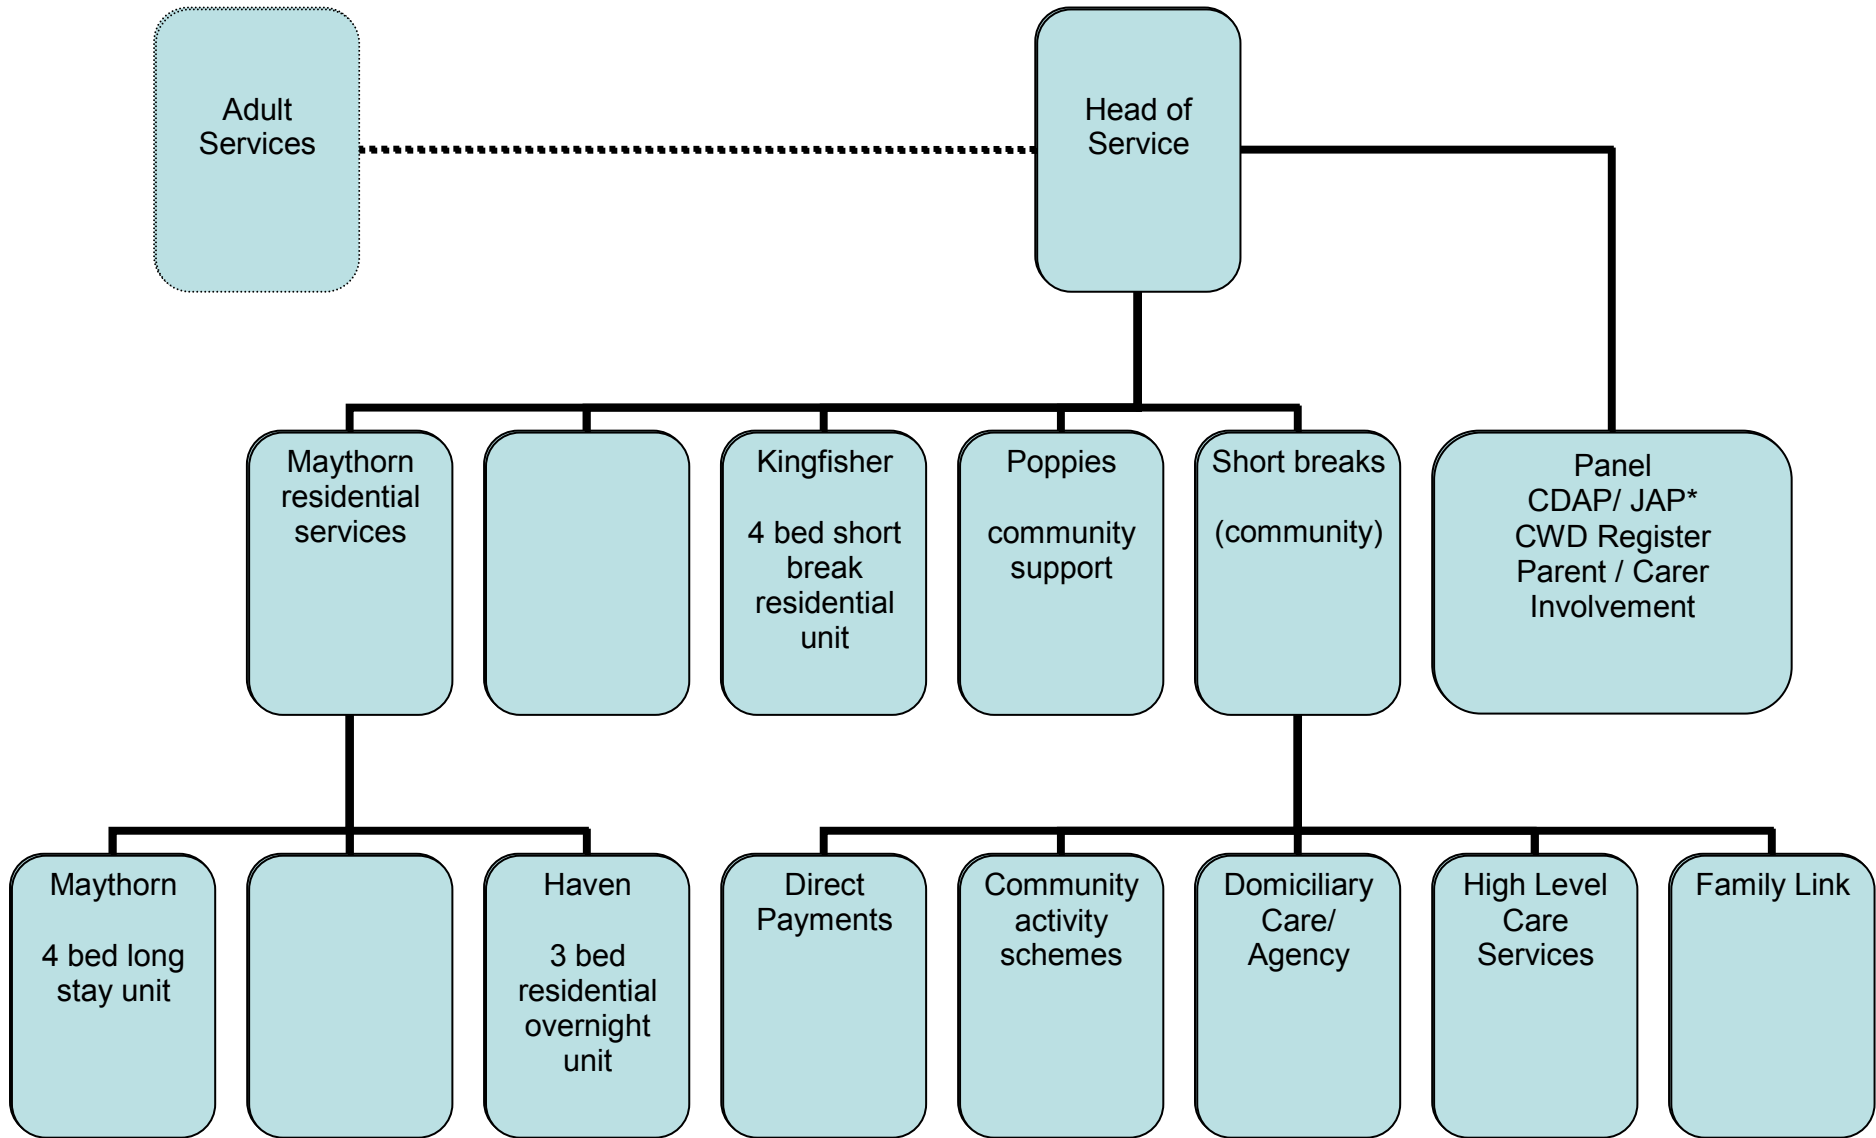 Adult
Services
Head of
Service
Maythorn
residential
services
Kingfisher
4 bed short
break
residential
unit
Poppies
community
support
Short breaks
(community)
Panel
CDAP/ JAP*
CWD Register
Parent / Carer
Involvement
Maythorn
4 bed long
stay unit
Haven
3 bed
residential
overnight
unit
Direct
Payments
Community
activity
schemes
Domiciliary
Care/
Agency
High Level
Care
Services
Family Link